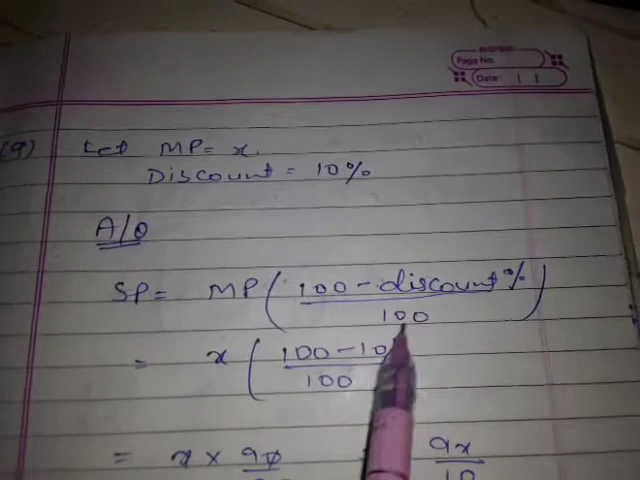 Page No.
Date: | |
(9) Let MP = x.
Discount = 10%
A/Q
SP = MP ( 100 - discount% / 100 )
= x ( 100 - 10 / 100
= x × 90 9x / 10